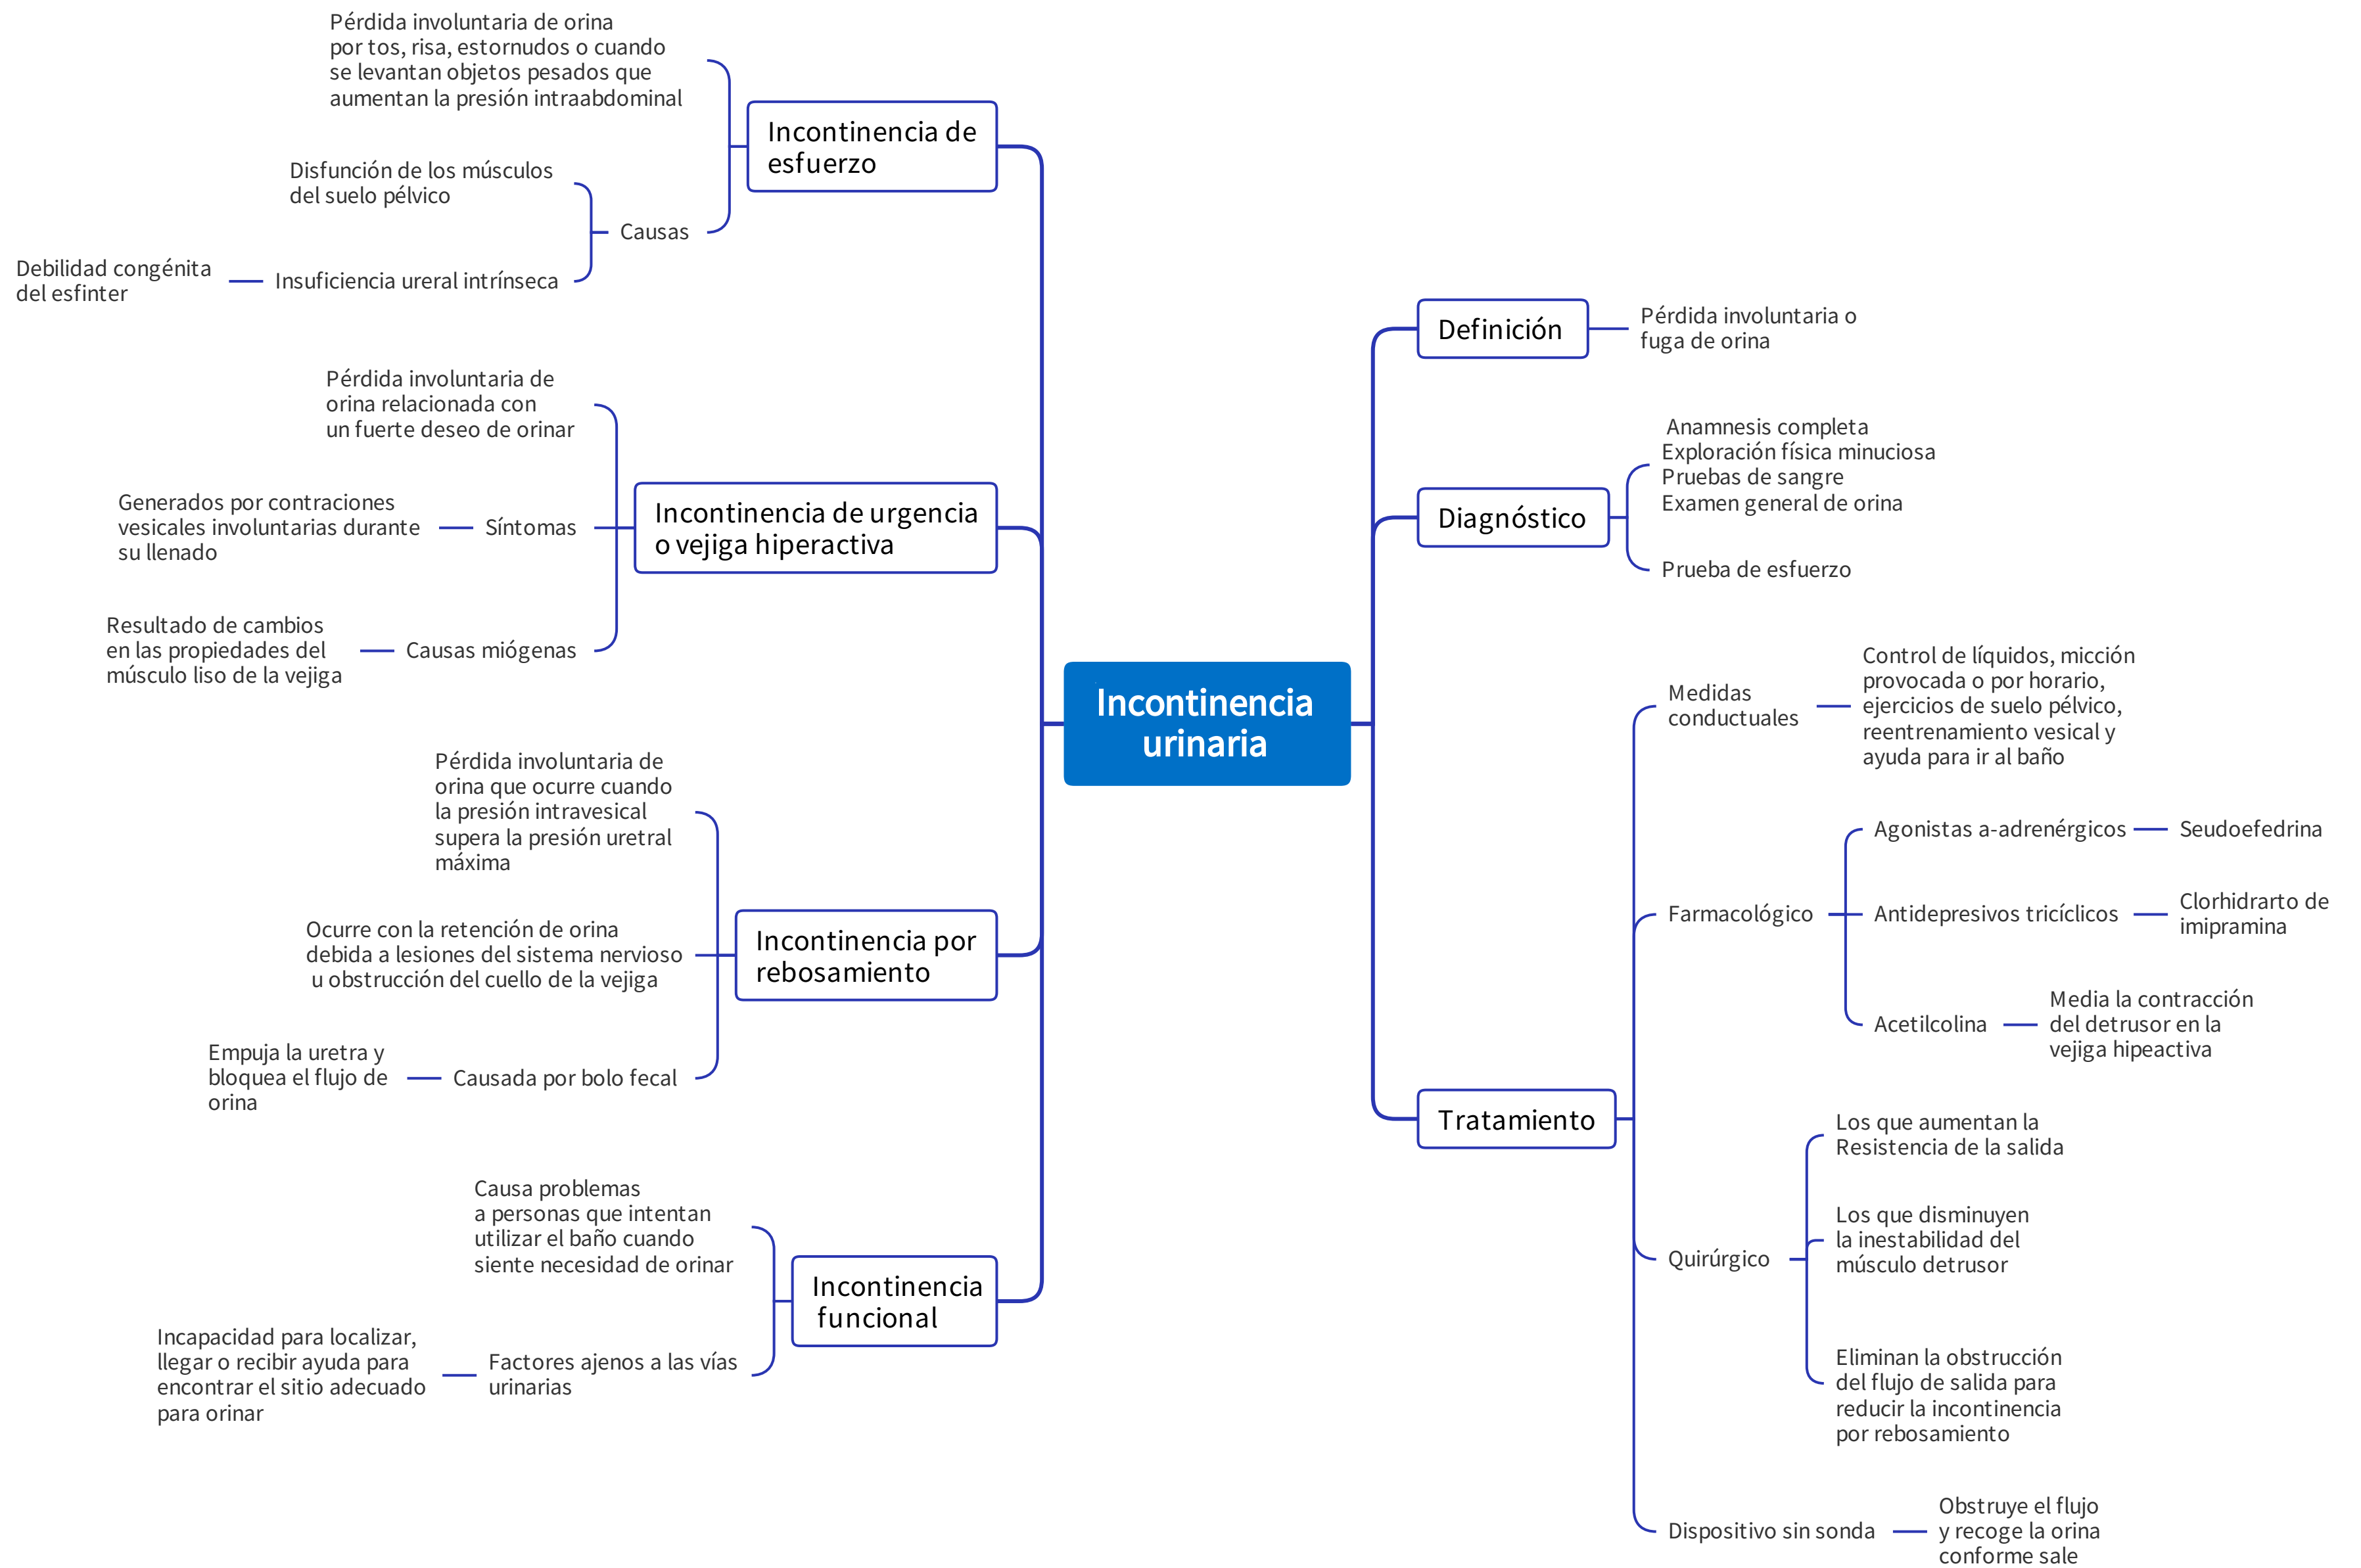 Incontinencia
urinaria
Incontinencia de
esfuerzo
Pérdida involuntaria de orina
por tos, risa, estornudos o cuando
se levantan objetos pesados que
aumentan la presión intraabdominal
Causas
Disfunción de los músculos
del suelo pélvico
Insuficiencia ureral intrínseca
Debilidad congénita
del esfinter
Incontinencia de urgencia
o vejiga hiperactiva
Pérdida involuntaria de
orina relacionada con
un fuerte deseo de orinar
Síntomas
Generados por contraciones
vesicales involuntarias durante
su llenado
Causas miógenas
Resultado de cambios
en las propiedades del
músculo liso de la vejiga
Incontinencia por
rebosamiento
Pérdida involuntaria de
orina que ocurre cuando
la presión intravesical
supera la presión uretral
máxima
Ocurre con la retención de orina
debida a lesiones del sistema nervioso
u obstrucción del cuello de la vejiga
Causada por bolo fecal
Empuja la uretra y
bloquea el flujo de
orina
Incontinencia
funcional
Causa problemas
a personas que intentan
utilizar el baño cuando
siente necesidad de orinar
Factores ajenos a las vías
urinarias
Incapacidad para localizar,
llegar o recibir ayuda para
encontrar el sitio adecuado
para orinar
Definición
Pérdida involuntaria o
fuga de orina
Diagnóstico
Anamnesis completa
Exploración física minuciosa
Pruebas de sangre
Examen general de orina
Prueba de esfuerzo
Tratamiento
Medidas
conductuales
Control de líquidos, micción
provocada o por horario,
ejercicios de suelo pélvico,
reentrenamiento vesical y
ayuda para ir al baño
Farmacológico
Agonistas a-adrenérgicos
Seudoefedrina
Antidepresivos tricíclicos
Clorhidrarto de
imipramina
Acetilcolina
Media la contracción
del detrusor en la
vejiga hipeactiva
Quirúrgico
Los que aumentan la
Resistencia de la salida
Los que disminuyen
la inestabilidad del
músculo detrusor
Eliminan la obstrucción
del flujo de salida para
reducir la incontinencia
por rebosamiento
Dispositivo sin sonda
Obstruye el flujo
y recoge la orina
conforme sale